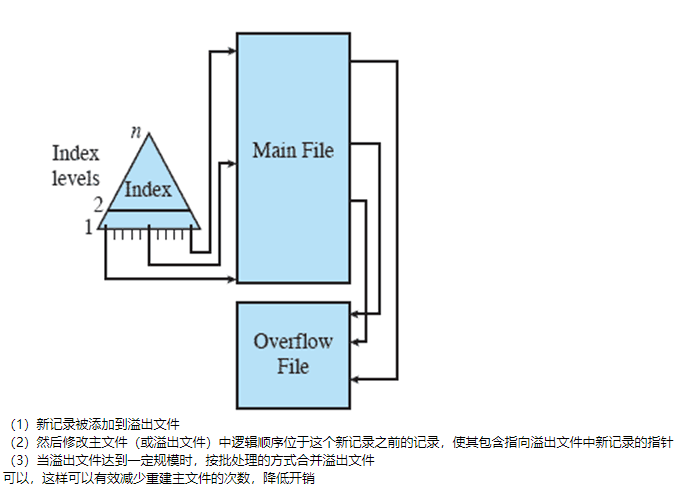 Main File
n
Index
levels
Index
2
1
Overflow
File
（1）新记录被添加到溢出文件
（2）然后修改主文件（或溢出文件）中逻辑顺序位于这个新记录之前的记录，使其包含指向溢出文件中新记录的指针
（3）当溢出文件达到一定规模时，按批处理的方式合并溢出文件
可以，这样可以有效减少重建主文件的次数，降低开销